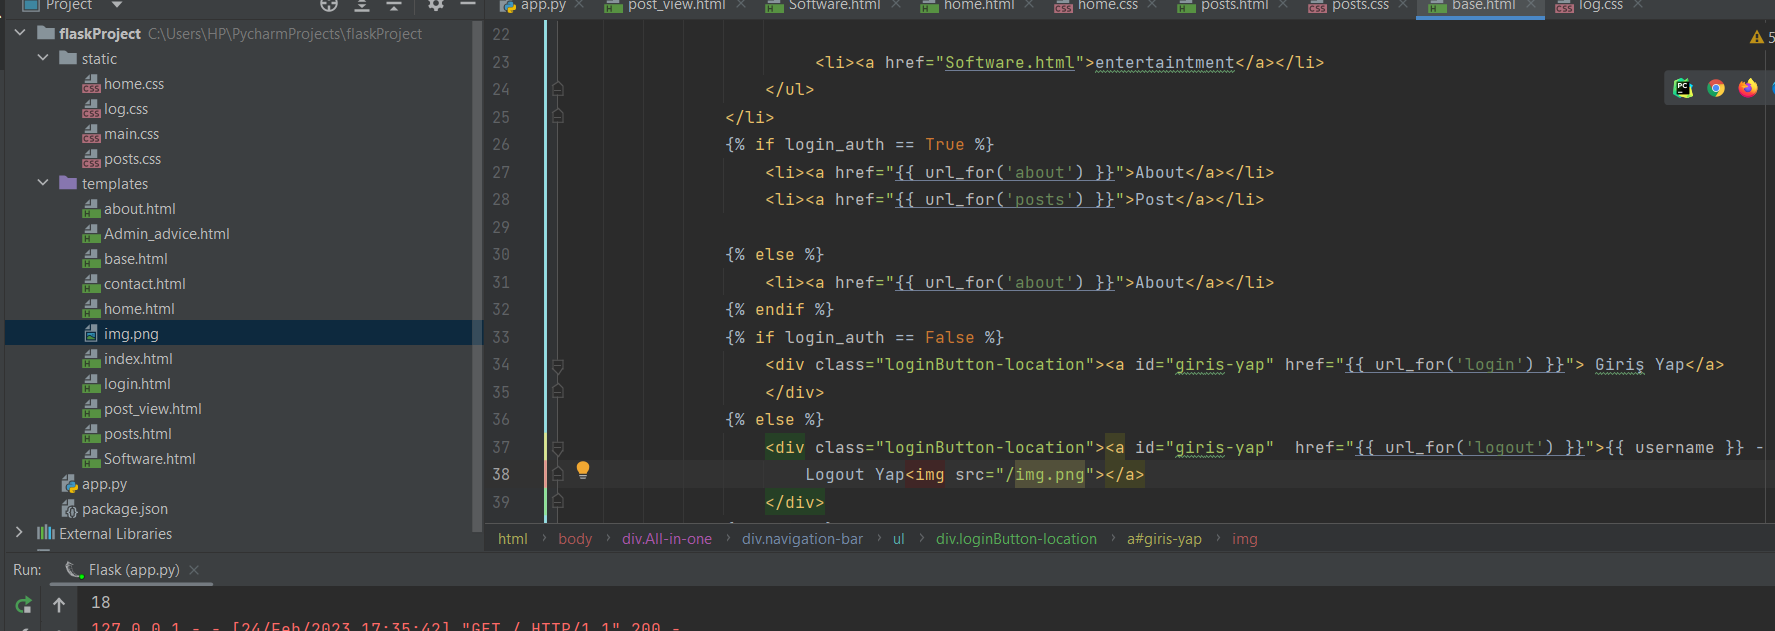 Project
app.py post_view.html Software.html home.html home.css posts.html posts.css base.html log.css
flaskProject C:\Users\HP\PycharmProjects\flaskProject
static
home.css
log.css
main.css
posts.css
templates
about.html
Admin_advice.html
base.html
contact.html
home.html
img.png
index.html
login.html
post_view.html
posts.html
Software.html
app.py
package.json
External Libraries
22
23 <li><a href="Software.html">entertaintment</a></li>
24 </ul>
25 </li>
26 {% if login_auth == True %}
27 <li><a href="{{ url_for('about') }}">About</a></li>
28 <li><a href="{{ url_for('posts') }}">Post</a></li>
29
30 {% else %}
31 <li><a href="{{ url_for('about') }}">About</a></li>
32 {% endif %}
33 {% if login_auth == False %}
34 <div class="loginButton-location"><a id="giris-yap" href="{{ url_for('login') }}"> Giriş Yap</a>
35 </div>
36 {% else %}
37 <div class="loginButton-location"><a id="giris-yap"  href="{{ url_for('logout') }}">{{ username }} -
38 Logout Yap<img src="/img.png"></a>
39 </div>
5
html body div.All-in-one div.navigation-bar ul div.loginButton-location a#giris-yap img
Run: Flask (app.py)
18
127.0.0.1 - - [24/Feb/2023 17:35:42] "GET / HTTP/1.1" 200 -